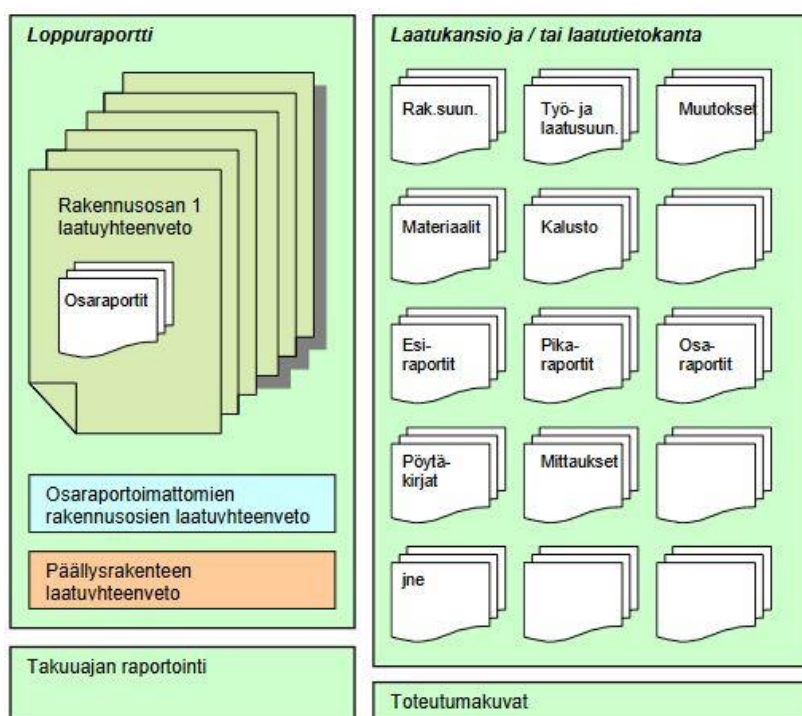 Loppuraportti
Rakennusosan 1
laatuyhteenveto
Osaraportit
Osaraportoimattomien
rakennusosien laatuyhteenveto
Päällysrakenteen
laatuyhteenveto
Takuuajan raportointi
Laatukansio ja / tai laatutietokanta
Rak.suun.
Työ- ja
laatusuun.
Muutokset
Materiaalit
Kalusto
Esi-
raportit
Pika-
raportit
Osa-
raportit
Pöytä-
kirjat
Mittaukset
jne
Toteutumakuvat